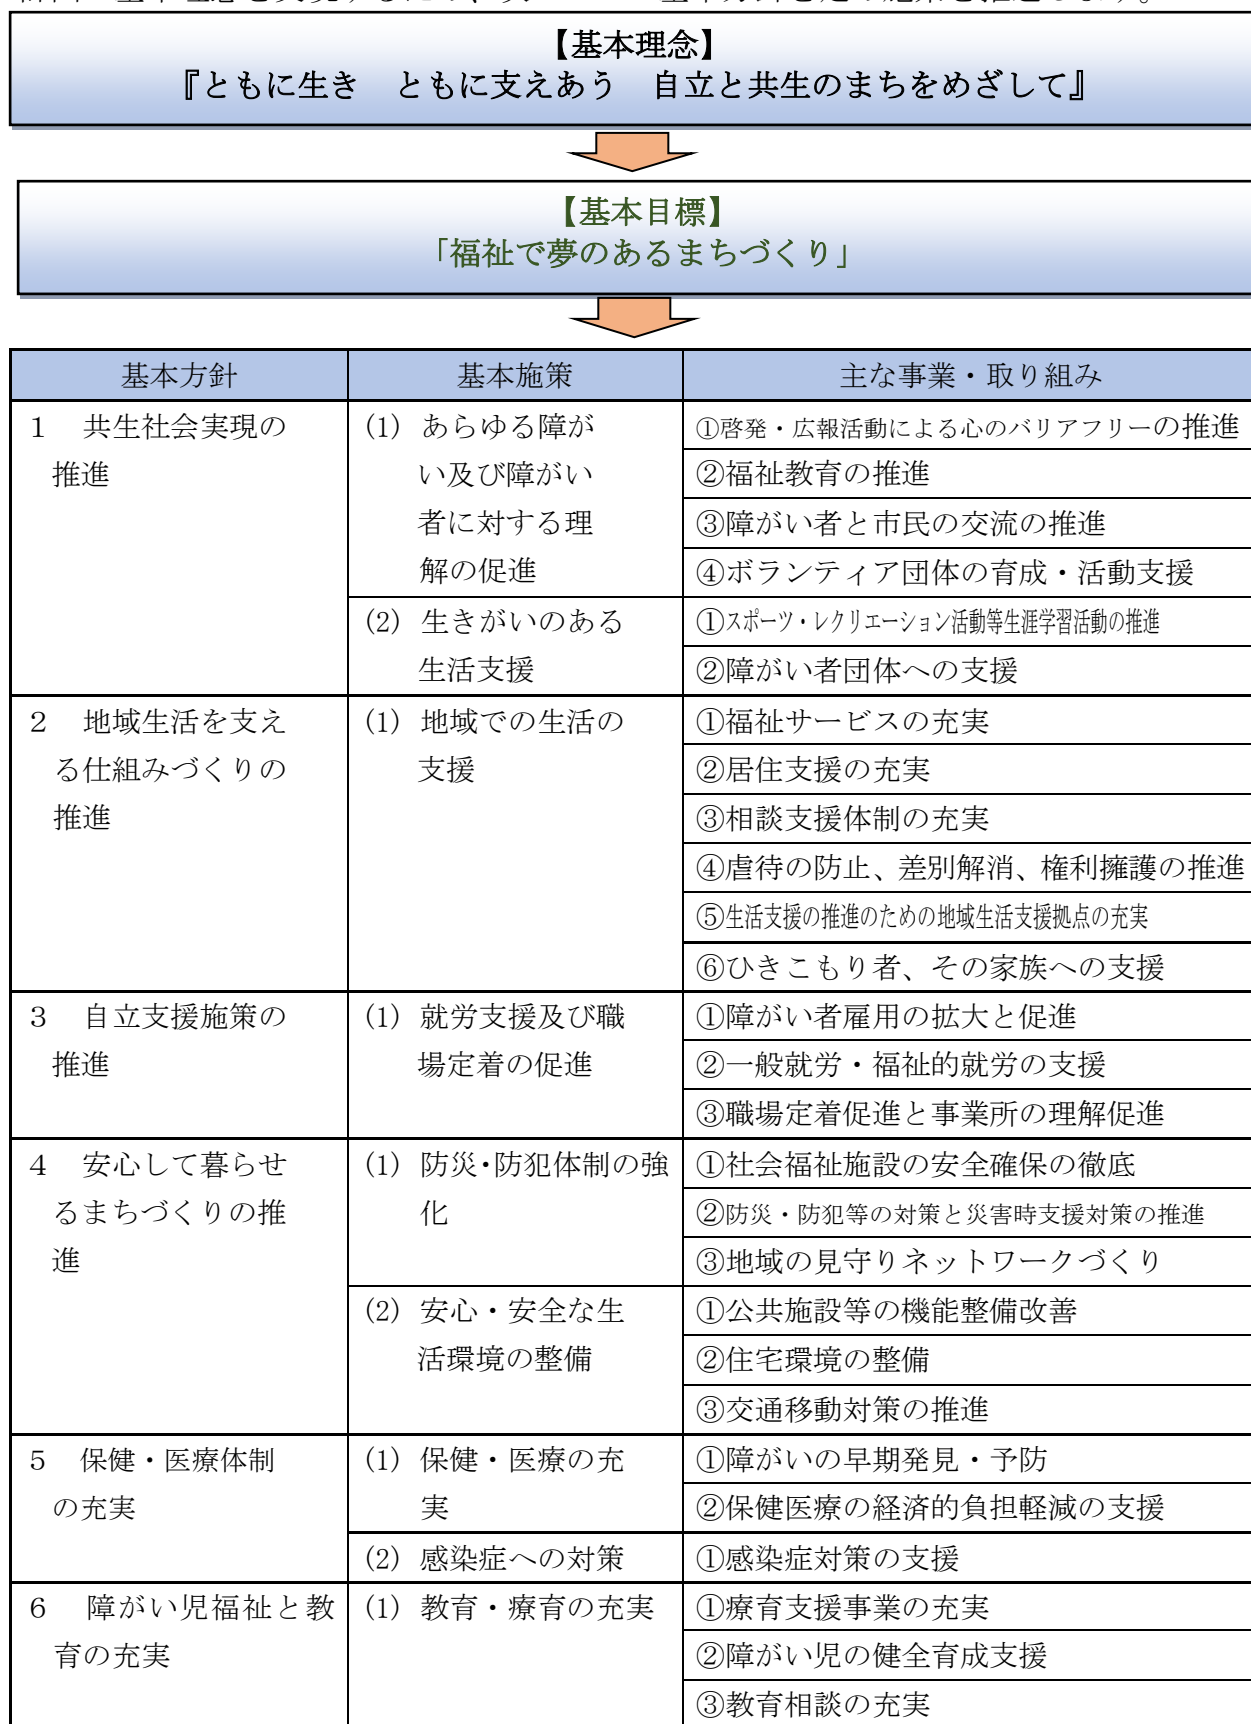 【基本理念】
『ともに生き　ともに支えあう　自立と共生のまちをめざして』
【基本目標】
「福祉で夢のあるまちづくり」
基本方針　基本施策　主な事業・取り組み
１　共生社会実現の
推進
(1) あらゆる障が
い及び障がい
者に対する理
解の促進
①啓発・広報活動による心のバリアフリーの推進
②福祉教育の推進
③障がい者と市民の交流の推進
④ボランティア団体の育成・活動支援
(2) 生きがいのある
生活支援
①スポーツ・レクリエーション活動等生涯学習活動の推進
②障がい者団体への支援
２　地域生活を支え
る仕組みづくりの
推進
(1) 地域での生活の
支援
①福祉サービスの充実
②居住支援の充実
③相談支援体制の充実
④虐待の防止、差別解消、権利擁護の推進
⑤生活支援の推進のための地域生活支援拠点の充実
⑥ひきこもり者、その家族への支援
３　自立支援施策の
推進
(1) 就労支援及び職
場定着の促進
①障がい者雇用の拡大と促進
②一般就労・福祉的就労の支援
③職場定着促進と事業所の理解促進
４　安心して暮らせ
るまちづくりの推
進
(1) 防災・防犯体制の強
化
①社会福祉施設の安全確保の徹底
②防災・防犯等の対策と災害時支援対策の推進
③地域の見守りネットワークづくり
(2) 安心・安全な生
活環境の整備
①公共施設等の機能整備改善
②住宅環境の整備
③交通移動対策の推進
５　保健・医療体制
の充実
(1) 保健・医療の充
実
①障がいの早期発見・予防
②保健医療の経済的負担軽減の支援
(2) 感染症への対策
①感染症対策の支援
６　障がい児福祉と教
育の充実
(1) 教育・療育の充実
①療育支援事業の充実
②障がい児の健全育成支援
③教育相談の充実